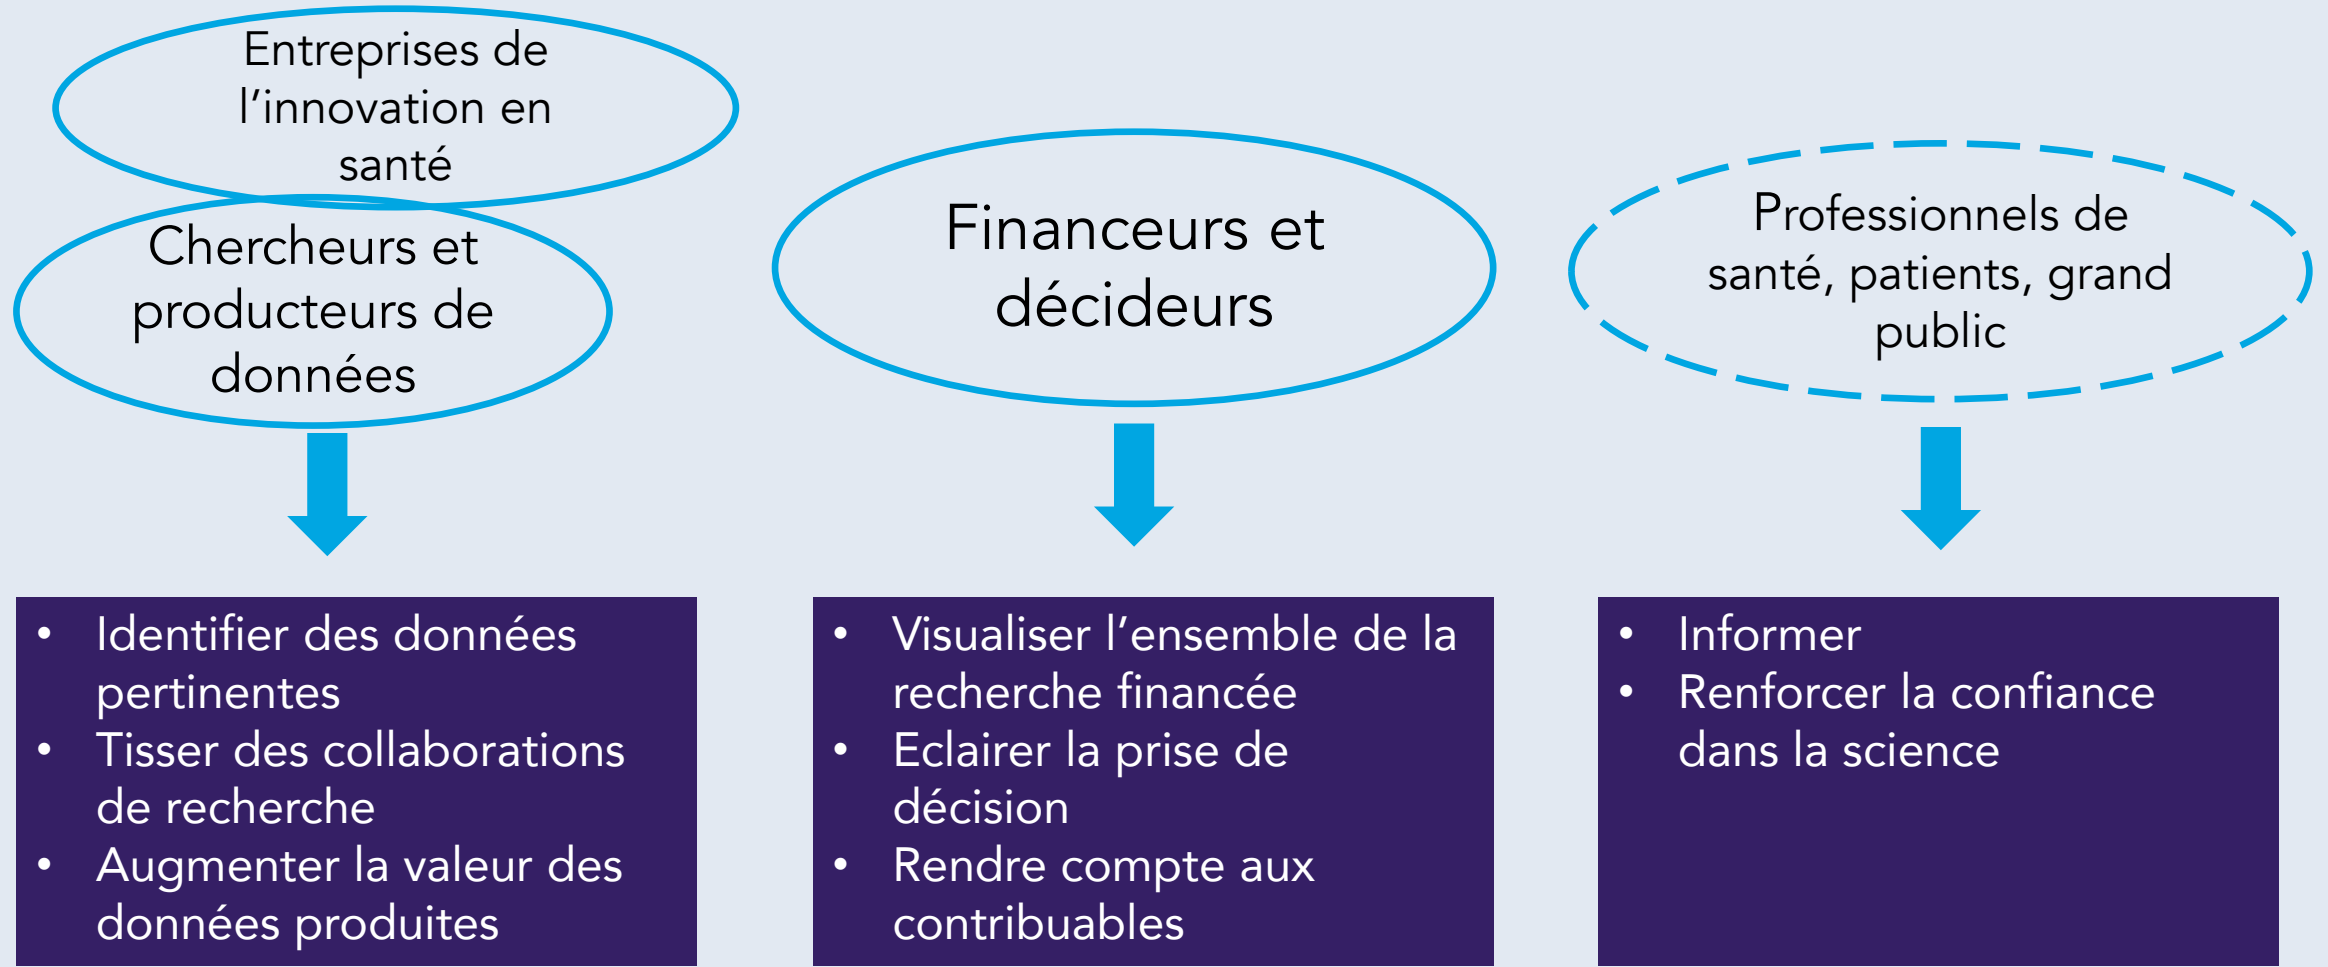 Entreprises de
l’innovation en
santé
Chercheurs et
producteurs de
données
Financeurs et
décideurs
Professionnels de
santé, patients, grand
public
• Identifier des données
pertinentes
• Tisser des collaborations
de recherche
• Augmenter la valeur des
données produites
• Visualiser l’ensemble de la
recherche financée
• Eclairer la prise de
décision
• Rendre compte aux
contribuables
• Informer
• Renforcer la confiance
dans la science